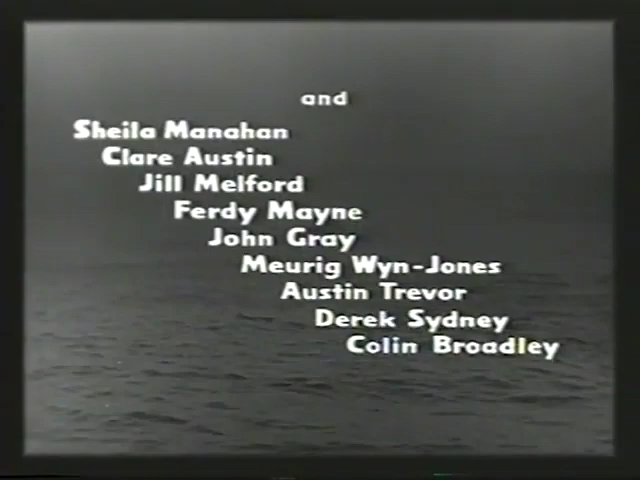 and
Sheila Manahan
Clare Austin
Jill Melford
Ferdy Mayne
John Gray
Meurig Wyn-Jones
Austin Trevor
Derek Sydney
Colin Broadley